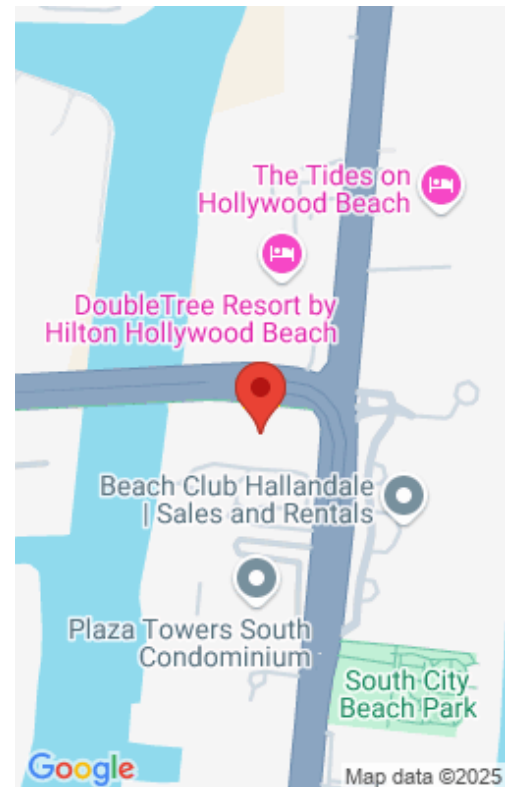 The Tides on
Hollywood Beach
DoubleTree Resort by
Hilton Hollywood Beach
Beach Club Hallandale
| Sales and Rentals
Plaza Towers South
Condominium
South City
Beach Park
Google
Map data ©2025